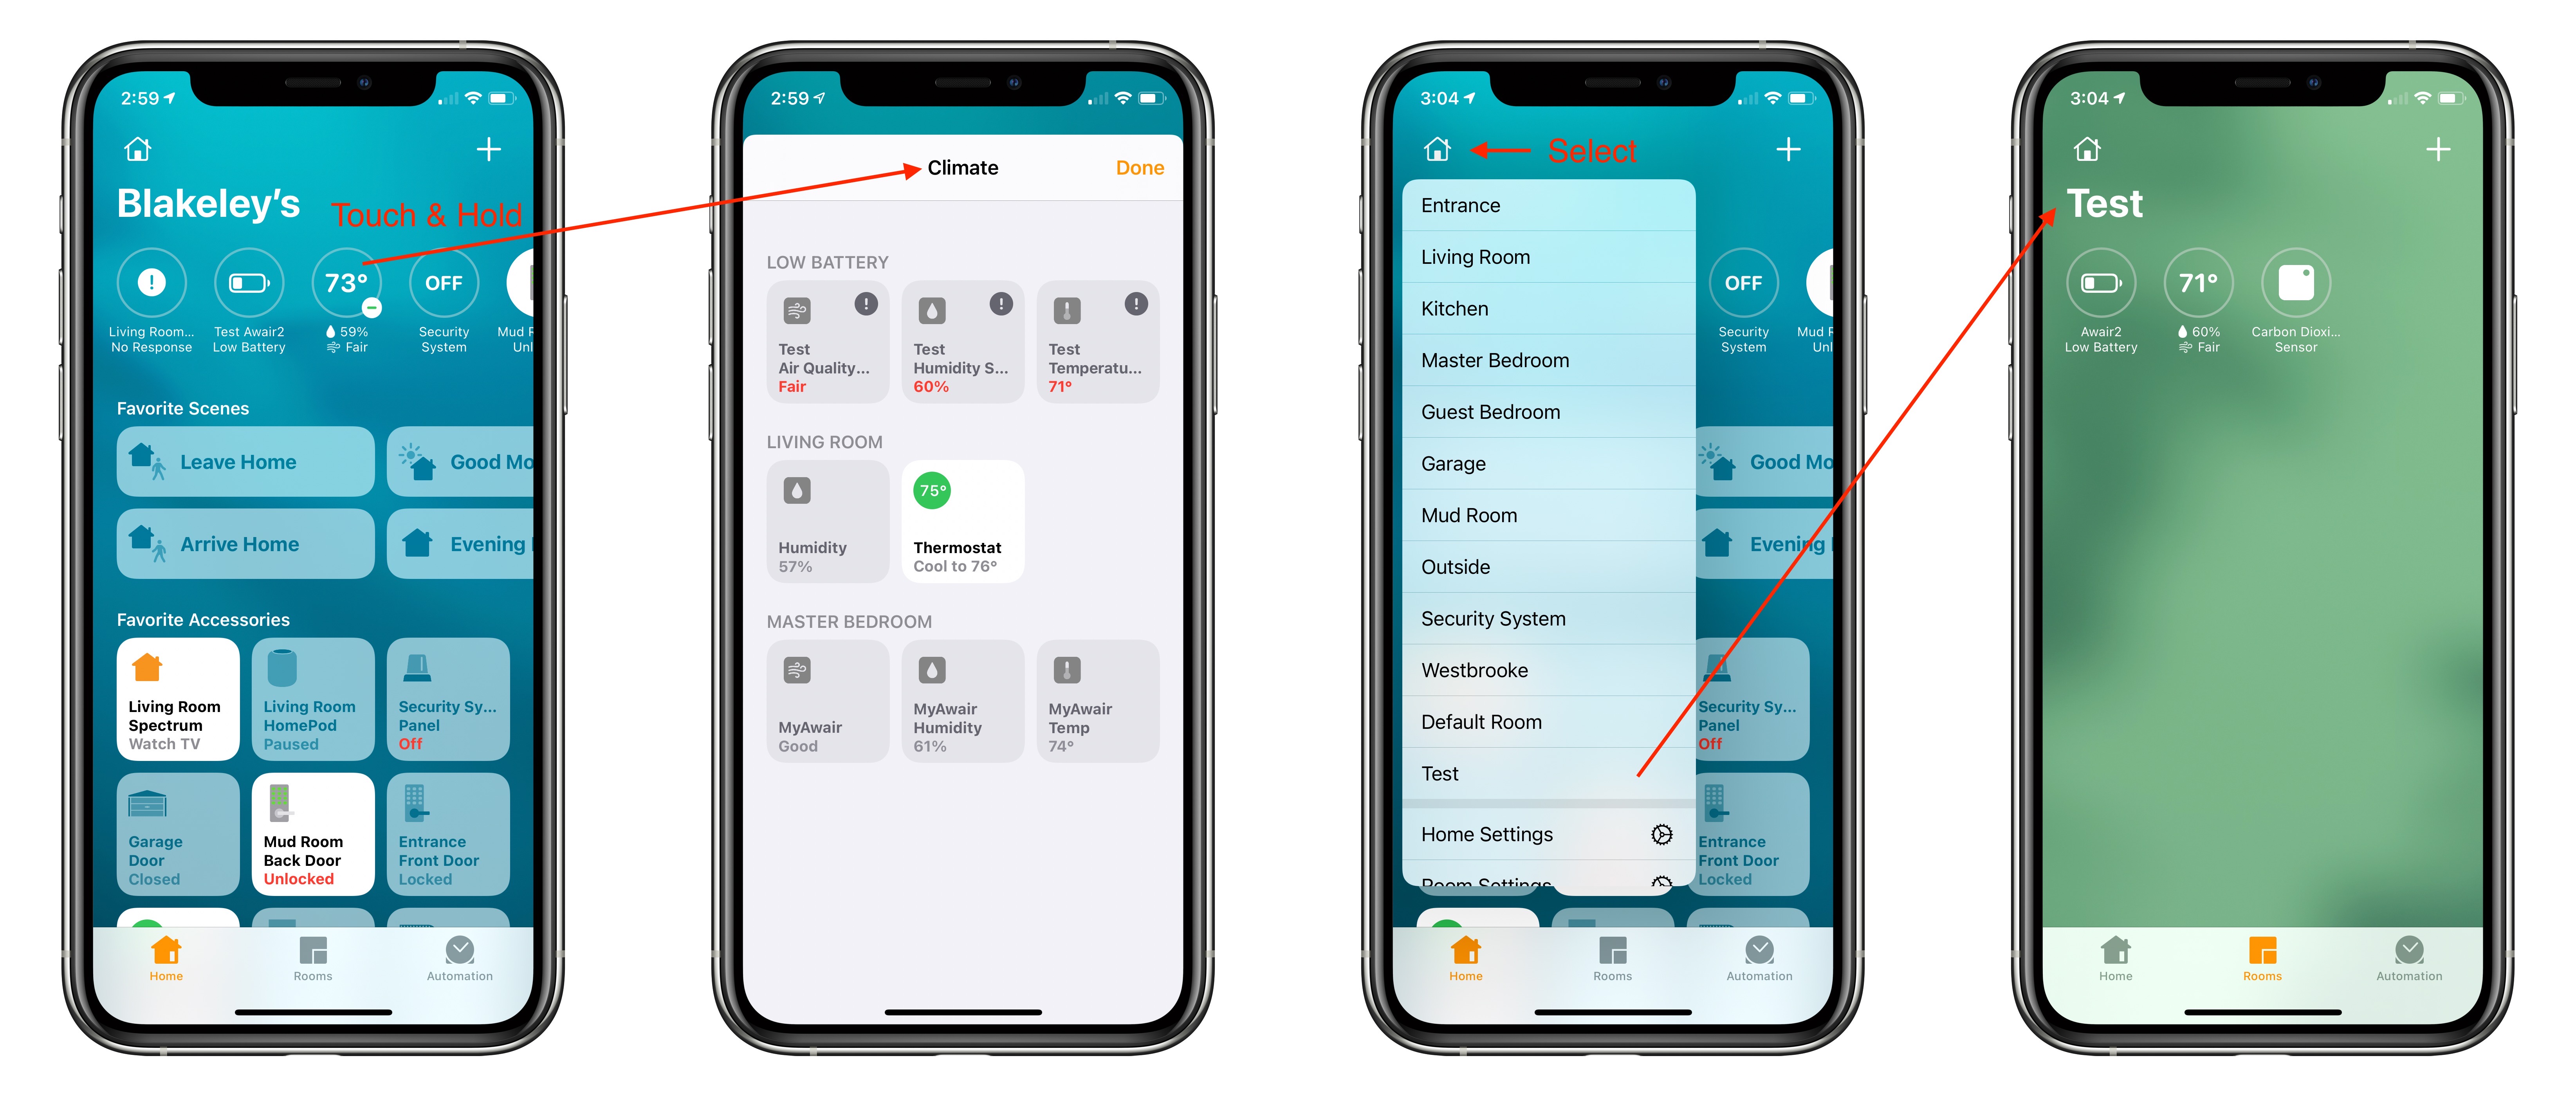 2:59
Blakeley's
Touch & Hold
73°
OFF
Living Room...
No Response
Test Awair2
Low Battery
59%
Fair
Security
System
Favorite Scenes
Leave Home
Arrive Home
Evening
Favorite Accessories
Living Room
Spectrum
Watch TV
Living Room
HomePod
Paused
Security Sy...
Panel
Off
Garage
Door
Closed
Mud Room
Back Door
Unlocked
Entrance
Front Door
Locked
Home
Rooms
Automation
2:59
Climate
Done
LOW BATTERY
Test
Air Quality...
Fair
Test
Humidity S...
60%
Test
Temperatu...
71°
LIVING ROOM
Humidity
57%
75°
Thermostat
Cool to 76°
MASTER BEDROOM
MyAwair
Good
MyAwair
Humidity
61%
MyAwair
Temp
74°
3:04
Select
Entrance
Living Room
Kitchen
Master Bedroom
Guest Bedroom
Garage
Mud Room
Outside
Security System
Westbrooke
Default Room
Test
Home Settings
Room Settings
OFF
Security
System
Good Mo
Evening
Security Sy...
Panel
Off
Entrance
Front Door
Locked
Home
Rooms
Automation
3:04
Test
71°
Awair2
Low Battery
60%
Fair
Carbon Dioxi...
Sensor
Home
Rooms
Automation